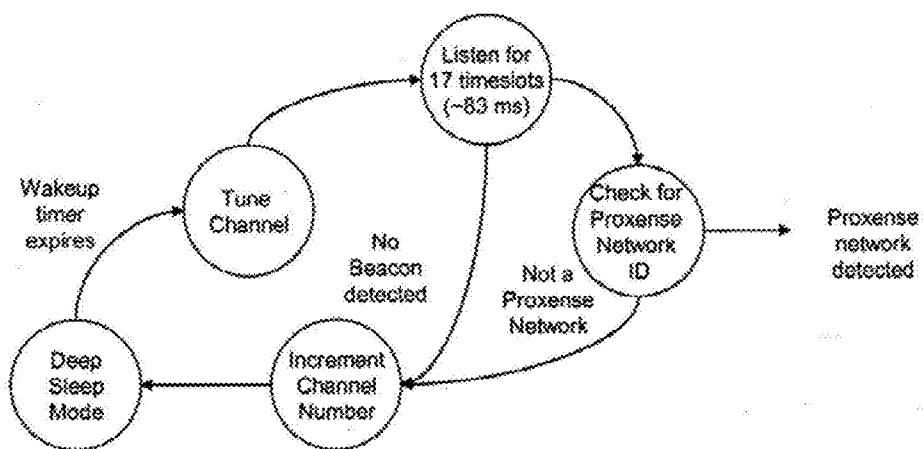 Listen for
17 timeslots
(~83 ms)
Wakeup
timer
expires
Tune
Channel
Check for
Proxense
Network
ID
Proxense
network
detected
No
Beacon
detected
Not a
Proxense
Network
Deep
Sleep
Mode
Increment
Channel
Number